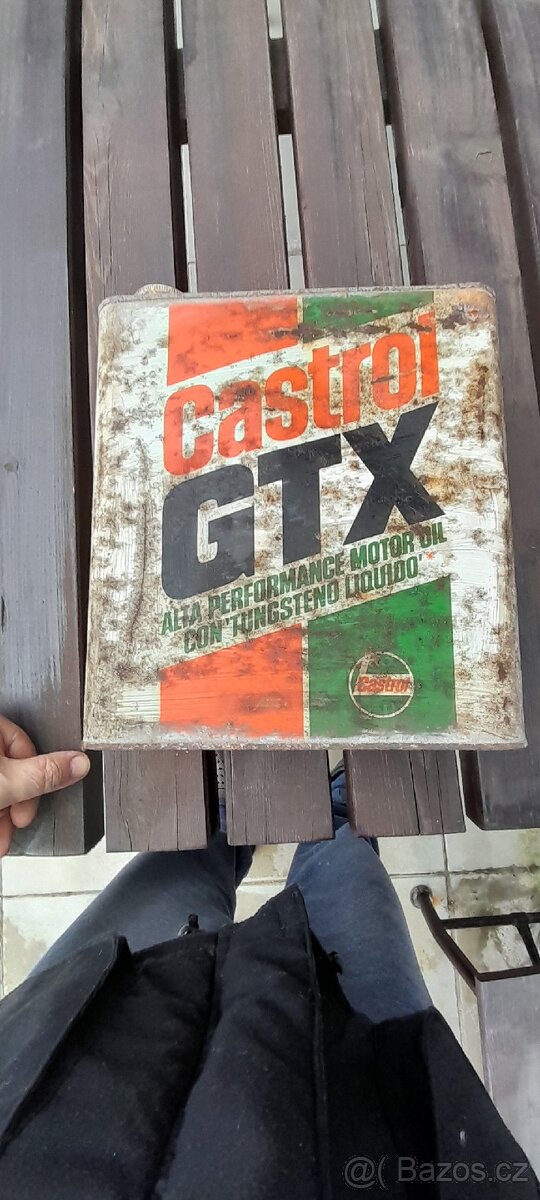 Castrol
GTX
ALTA PERFORMANCE MOTOR OIL
CON "TUNGSTENO LIQUIDO"*
Castrol
@( Bazos.cz